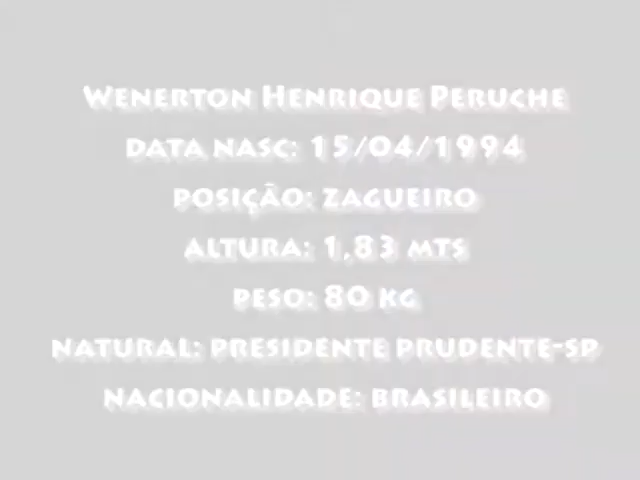 Wenerton Henrique Peruche
data nasc: 15/04/1994
posição: zagueiro
altura: 1,83 mts
peso: 80 kg
natural: presidente prudente-sp
nacionalidade: brasileiro